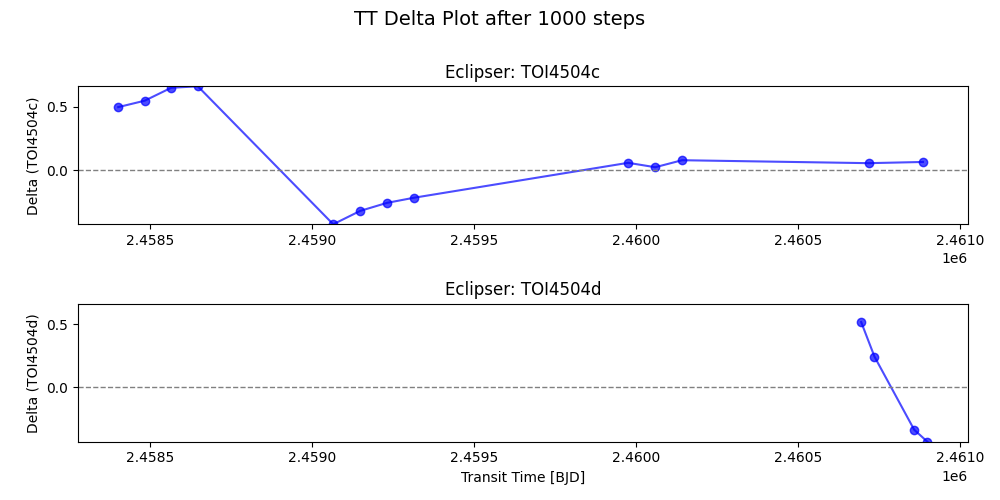 TT Delta Plot after 1000 steps
Eclipser: TOI4504c
Delta (TOI4504c)
0.5
0.0
2.4585 2.4590 2.4595 2.4600 2.4605 2.4610
1e6
Eclipser: TOI4504d
Delta (TOI4504d)
0.5
0.0
2.4585 2.4590 2.4595 2.4600 2.4605 2.4610
1e6
Transit Time [BJD]